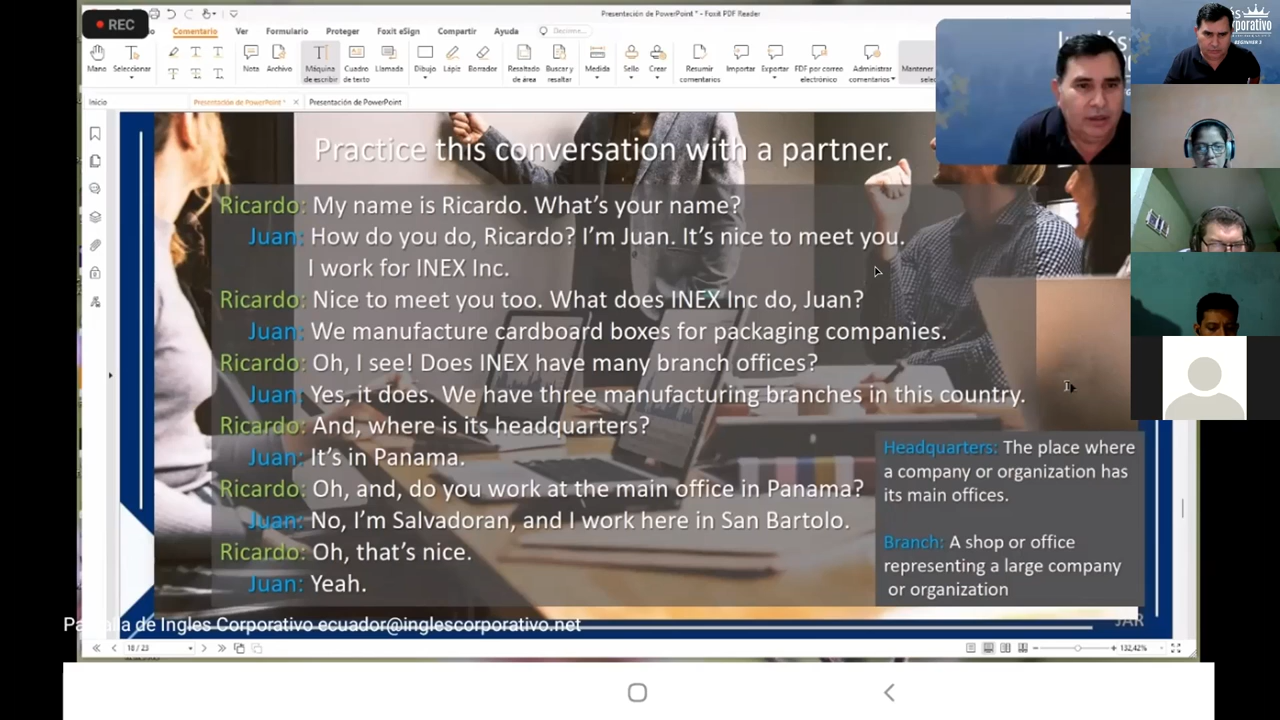 REC
Presentación de PowerPoint * - Foxit PDF Reader
Comentario Ver Formulario Proteger Foxit eSign Compartir Ayuda
Mano Seleccionar Nota Archivo Máquina de escribir Cuadro de texto Llamada Dibujo Lápiz Borrador Resaltado de área Buscar y resaltar Medida Sello Crear Resumir comentarios Importar Exportar PDF por correo electrónico Administrar comentarios Mantener
Inicio Presentación de PowerPoint * × Presentación de PowerPoint
BEGINNER 2
Practice this conversation with a partner.
Ricardo: My name is Ricardo. What's your name?
Juan: How do you do, Ricardo? I'm Juan. It's nice to meet you.
I work for INEX Inc.
Ricardo: Nice to meet you too. What does INEX Inc do, Juan?
Juan: We manufacture cardboard boxes for packaging companies.
Ricardo: Oh, I see! Does INEX have many branch offices?
Juan: Yes, it does. We have three manufacturing branches in this country.
Ricardo: And, where is its headquarters?
Juan: It's in Panama.
Ricardo: Oh, and, do you work at the main office in Panama?
Juan: No, I'm Salvadoran, and I work here in San Bartolo.
Ricardo: Oh, that's nice.
Juan: Yeah.
Headquarters: The place where
a company or organization has
its main offices.
Branch: A shop or office
representing a large company
or organization
JAR
de Ingles Corporativo ecuador@inglescorporativo.net
18 / 23
132,42%